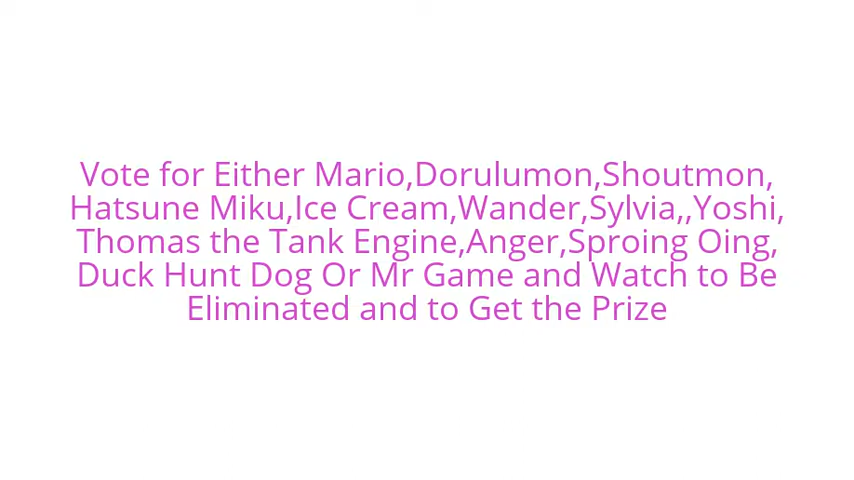 Vote for Either Mario,Dorulumon,Shoutmon,
Hatsune Miku,Ice Cream,Wander,Sylvia,,Yoshi,
Thomas the Tank Engine,Anger,Sproing Oing,
Duck Hunt Dog Or Mr Game and Watch to Be
Eliminated and to Get the Prize